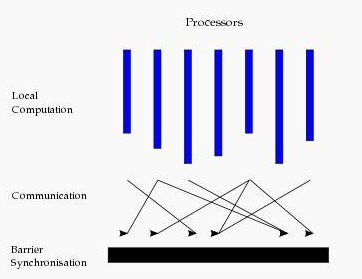 Processors
Local
Computation
Communication
Barrier
Synchronisation